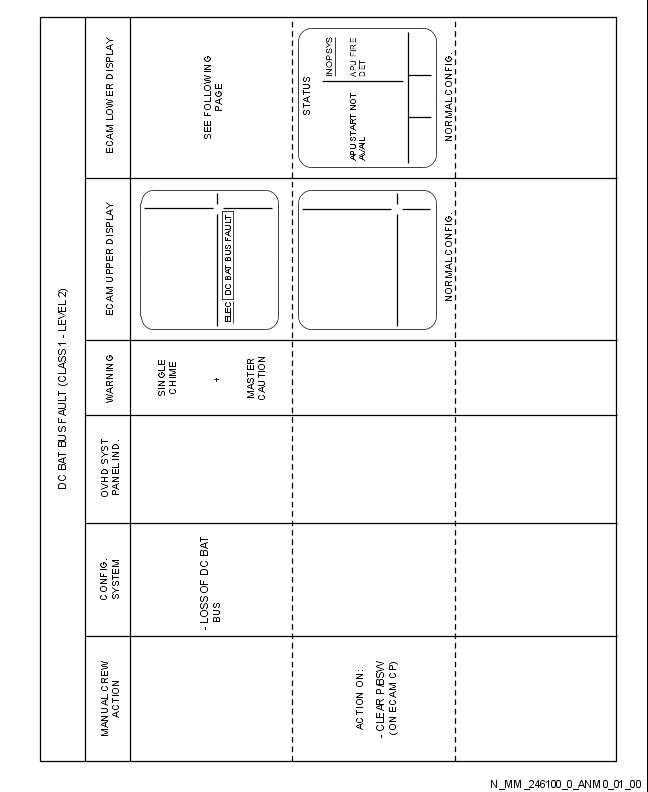 DC BAT BUS FAULT (CLASS 1 - LEVEL 2)
MANUAL CREW
ACTION
CONFIG.
SYSTEM
OVHD SYST
PANEL IND.
WARNING
ECAM UPPER DISPLAY
ECAM LOWER DISPLAY
- LOSS OF DC BAT
BUS
SINGLE
CHIME
+
MASTER
CAUTION
ELEC DC BAT BUS FAULT
SEE FOLLOWING
PAGE
ACTION ON:
- CLEAR P/BSW
(ON ECAM CP)
NORMAL CONFIG.
STATUS
INOP SYS
APU FIRE
DET
APU START NOT
AVAIL
NORMAL CONFIG.
N_MM_246100_0_ANM0_01_00